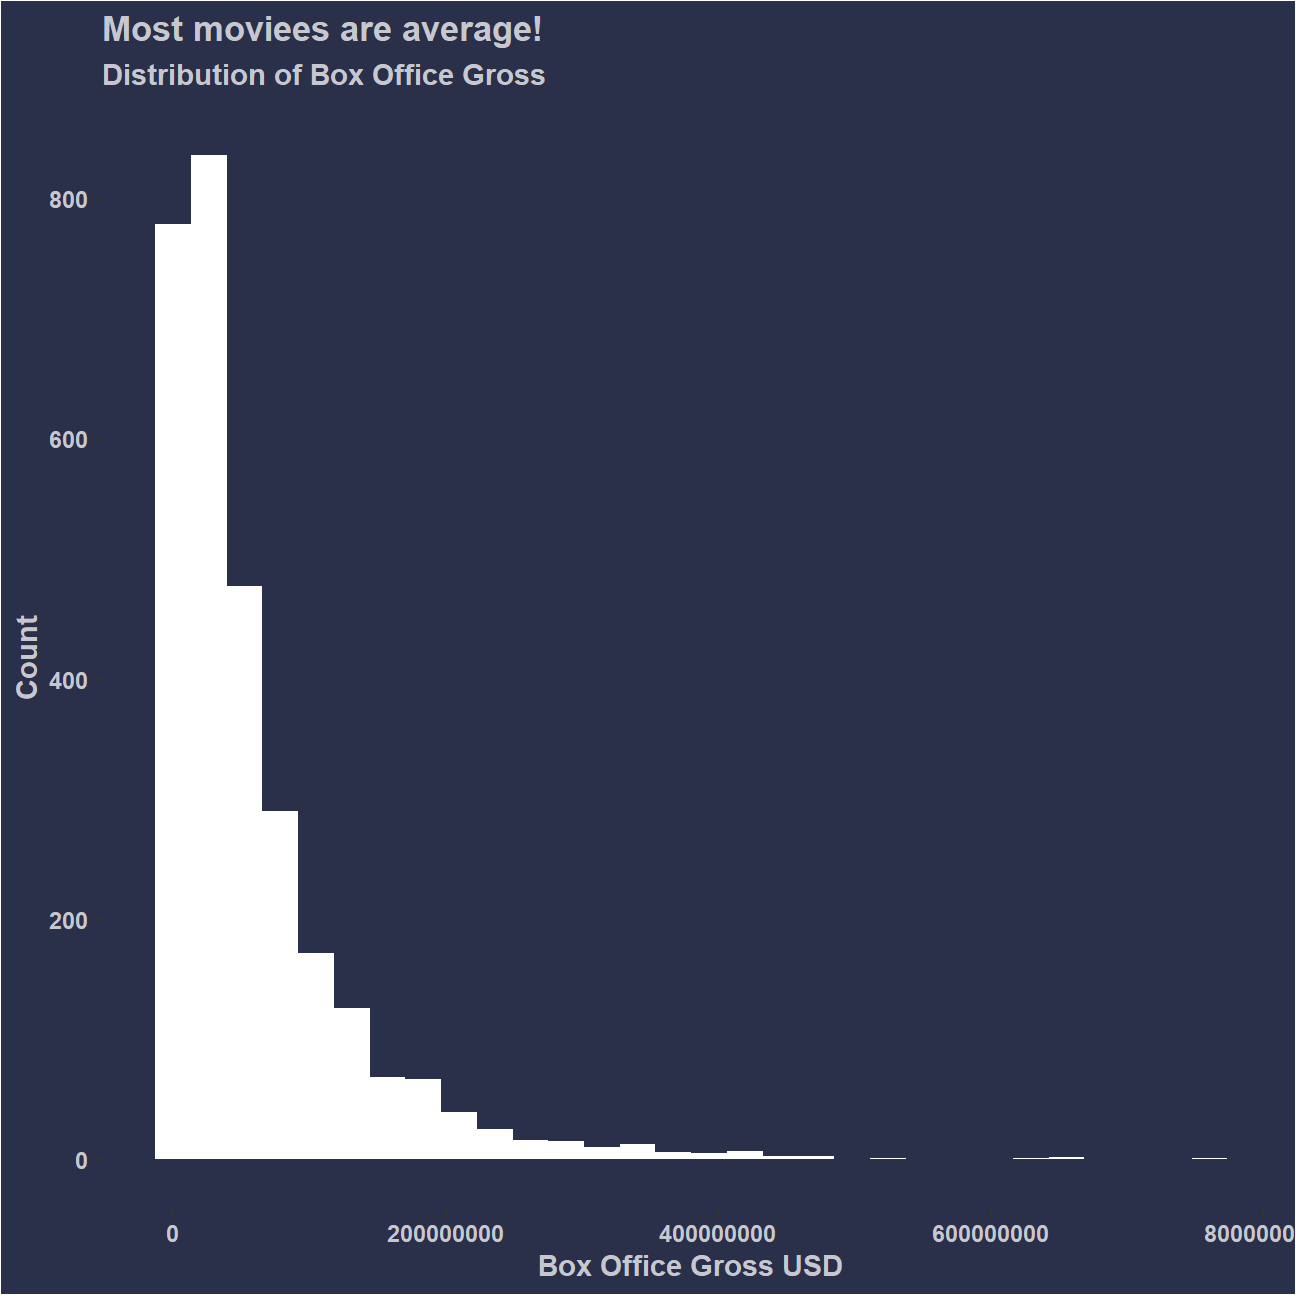 Most moviees are average!
Distribution of Box Office Gross
800
600
400
200
0
Count
0 200000000 400000000 600000000 8000000
Box Office Gross USD